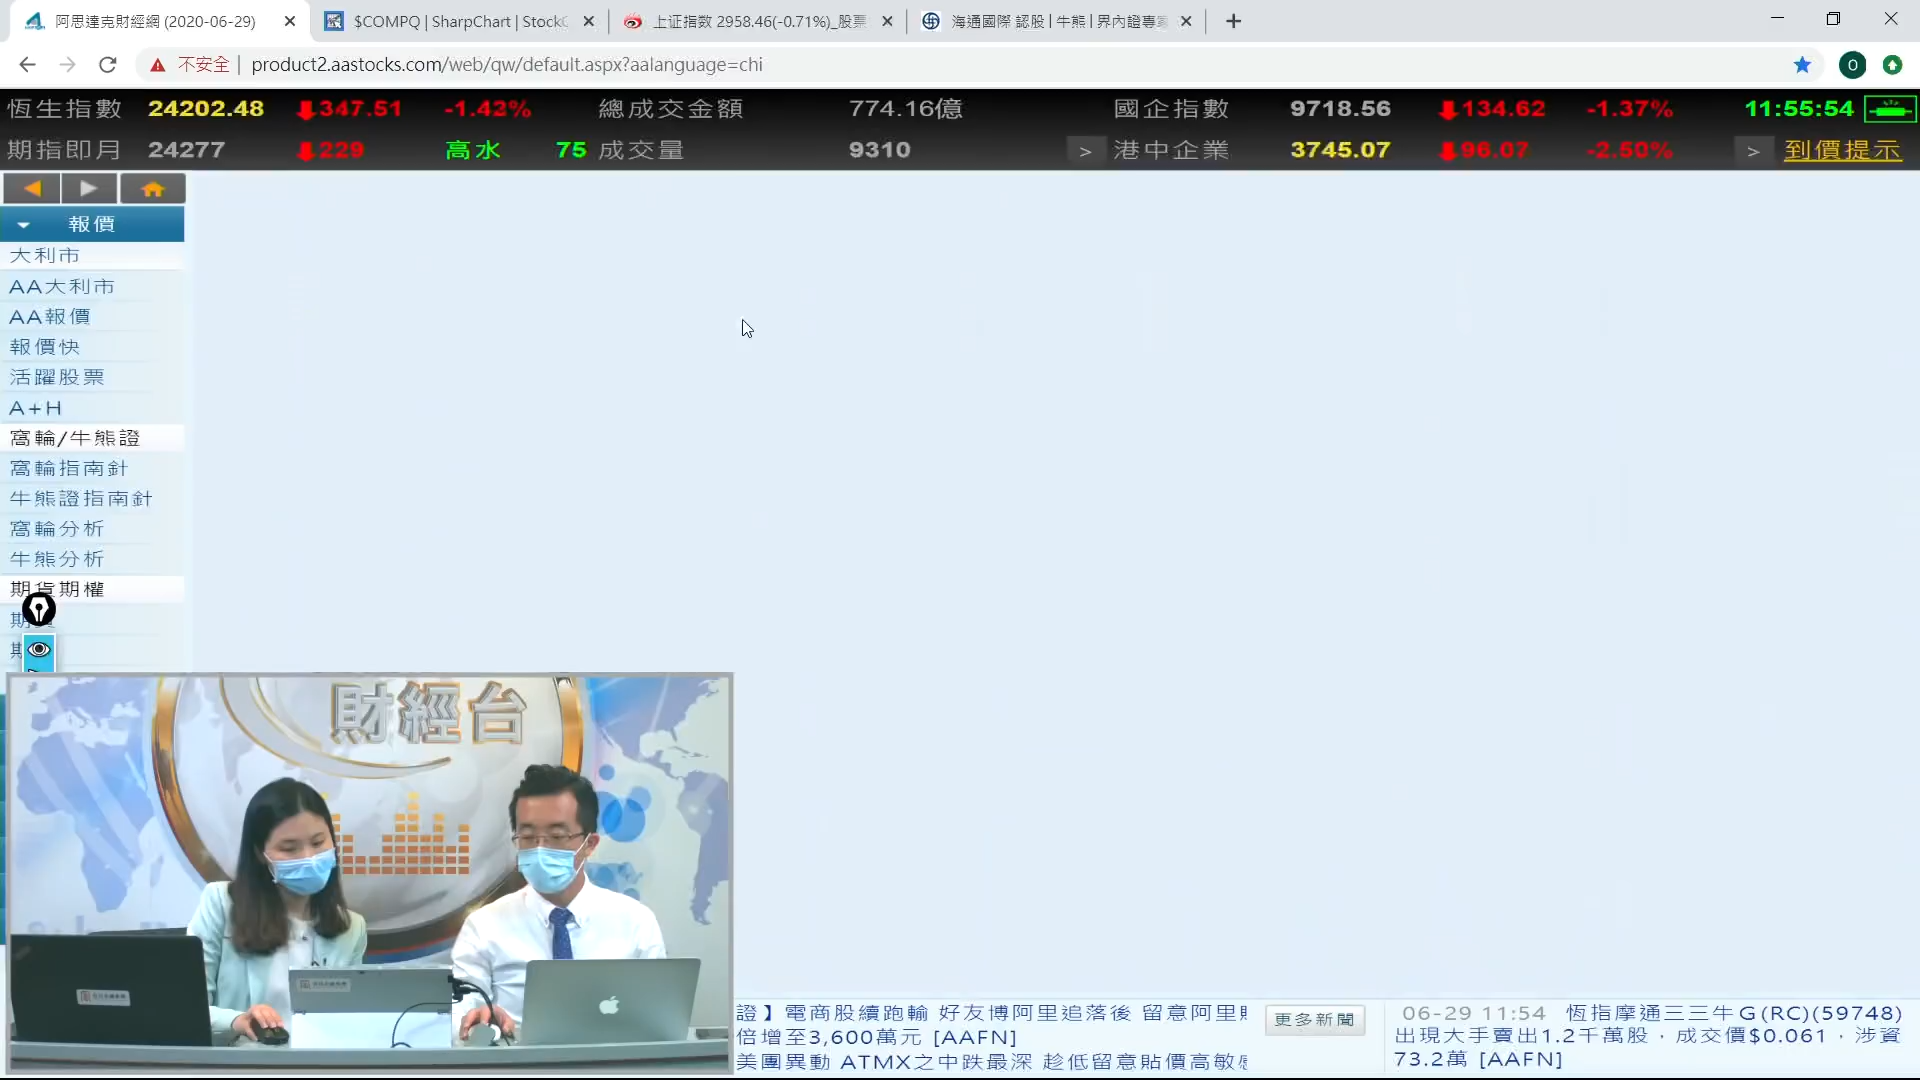 阿思達克財經網 (2020-06-29)
$COMPQ | SharpChart | StockC
上证指数 2958.46(-0.71%)_股票
海通國際 認股 | 牛熊 | 界內證專
不安全 | product2.aastocks.com/web/qw/default.aspx?aalanguage=chi
O
恆生指數 24202.48 347.51 -1.42% 總成交金額 774.16億 國企指數 9718.56 134.62 -1.37% 11:55:54
期指即月 24277 229 高水 75 成交量 9310 > 港中企業 3745.07 96.07 -2.50% > 到價提示
報價
大利市
AA大利市
AA報價
報價快
活躍股票
A+H
窩輪/牛熊證
窩輪指南針
牛熊證指南針
窩輪分析
牛熊分析
期貨期權
期
財經台
證】電商股續跑輸 好友博阿里追落後 留意阿里
倍增至3,600萬元 [AAFN]
美團異動 ATMX之中跌最深 趁低留意貼價高敏
更多新聞
06-29 11:54 恆指摩通三三牛G(RC)(59748)
出現大手賣出1.2千萬股，成交價$0.061，涉資
73.2萬 [AAFN]